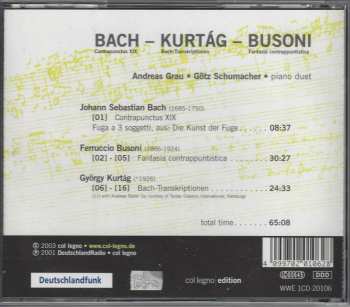 BACH – KURTÁG – BUSONI
Contrapunctus XIX
Bach-Transkriptionen
Fantasia contrappuntistica
Andreas Grau • Götz Schumacher • piano duet
Johann Sebastian Bach (1685-1750)
[01] Contrapunctus XIX
Fuga a 3 soggetti, aus: Die Kunst der Fuge ...... 08:37
Ferruccio Busoni (1866-1924)
[02] - [05] Fantasia contrappuntistica ...... 30:27
György Kurtág (*1926)
[06] - [16] Bach-Transkriptionen ...... 24:33
total time ...... 65:08
℗ 2003 col legno • www.col-legno.de
℗ 2001 DeutschlandRadio • col legno
Deutschlandfunk
col legno edition
WWE 1CD 20106
DDD